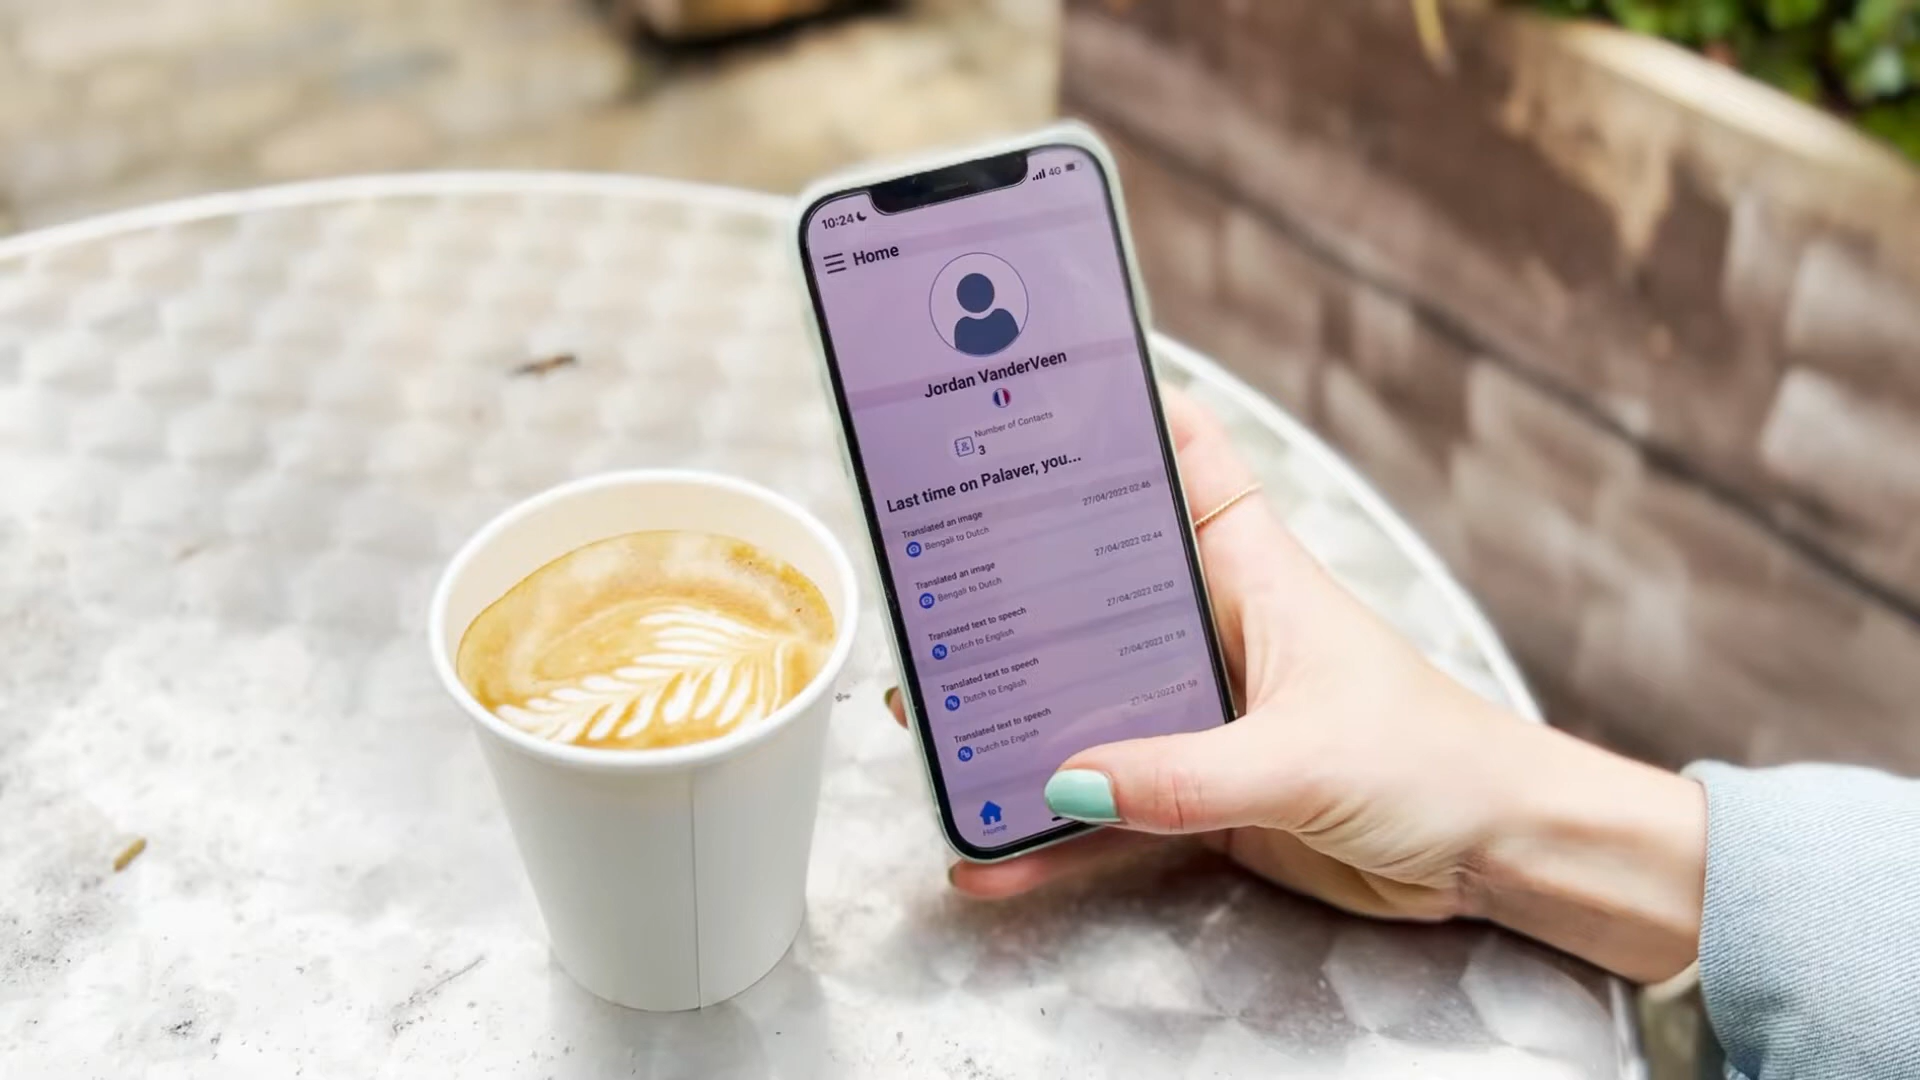 10:24
4G
Home
Jordan VanderVeen
Number of Contacts
3
Last time on Palaver, you...
Translated an image
27/04/2022 02:46
Bengali to Dutch
Translated an image
27/04/2022 02:44
Bengali to Dutch
Translated text to speech
27/04/2022 02:00
Dutch to English
Translated text to speech
27/04/2022 01:59
Dutch to English
Translated text to speech
27/04/2022 01:59
Dutch to English
Home